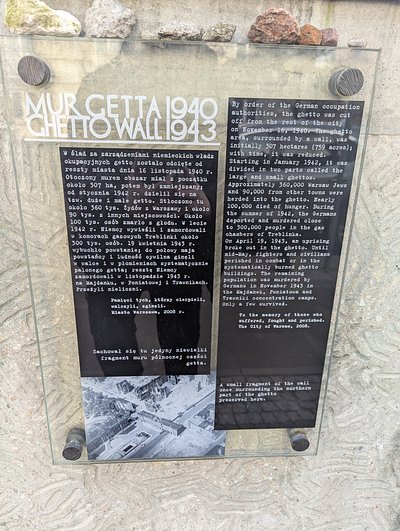 MUR GETTA 1940
GHETTO WALL 1943
W ślad za zarządzeniami niemieckich władz
okupacyjnych getto zostało odcięte od
reszty miasta dnia 16 listopada 1940 r.
Otoczony murem obszar miał z początku
około 307 ha, potem był zmniejszany;
od stycznia 1942 r. dzielił się na
tzw. duże i małe getto. Stłoczono tu
około 360 tys. Żydów z Warszawy i około
90 tys. z innych miejscowości. Około
100 tys. osób zmarło z głodu. W lecie
1942 r. Niemcy wywieźli i zamordowali
w komorach gazowych Treblinki około
300 tys. osób. 19 kwietnia 1943 r.
wybuchło powstanie; do połowy maja
powstańcy i ludność cywilna ginęli
w walce i w płomieniach systematycznie
palonego getta; resztę Niemcy
zamordowali w listopadzie 1943 r.
na Majdanku, w Poniatowej i Trawnikach.
Przeżyli nieliczni.
Pamięci tych, którzy cierpieli,
walczyli, zginęli.
Miasto Warszawa, 2008 r.
Zachował się tu jedyny niewielki
fragment muru północnej części
getta.
By order of the German occupation
authorities, the ghetto was cut
off from the rest of the city
on November 16, 1940. The ghetto
area, surrounded by a wall, was
initially 307 hectares (759 acres);
with time, it was reduced.
Starting in January 1942, it was
divided in two parts called the
large and small ghettos.
Approximately 360,000 Warsaw Jews
and 90,000 from other towns were
herded into the ghetto. Nearly
100,000 died of hunger. During
the summer of 1942, the Germans
deported and murdered close
to 300,000 people in the gas
chambers of Treblinka.
On April 19, 1943, an uprising
broke out in the ghetto. Until
mid-May, fighters and civilians
perished in combat or in the
systematically burned ghetto
buildings. The remaining
population was murdered by
Germans in November 1943 in
the Majdanek, Poniatowa and
Trawniki concentration camps.
Only a few survived.
To the memory of those who
suffered, fought and perished.
The City of Warsaw, 2008.
A small fragment of the wall
once surrounding the northern
part of the ghetto
preserved here.